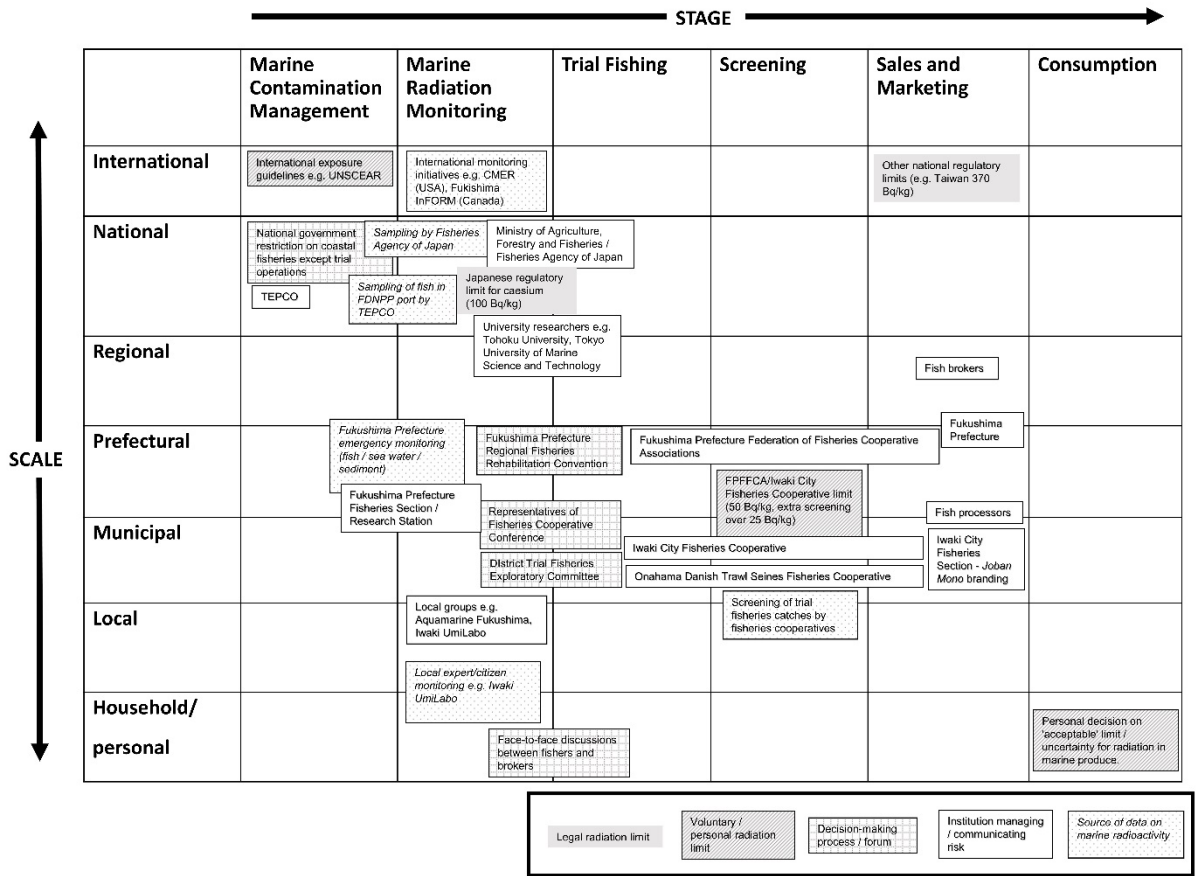 STAGE
SCALE
Marine
Contamination
Management
Marine
Radiation
Monitoring
Trial Fishing
Screening
Sales and
Marketing
Consumption
International
International exposure
guidelines e.g. UNSCEAR
International monitoring
initiatives e.g. CMER
(USA), Fukishima
InFORM (Canada)
Other national regulatory
limits (e.g. Taiwan 370
Bq/kg)
National
National government
restriction on coastal
fisheries except trial
operations
Sampling by Fisheries
Agency of Japan
Ministry of Agriculture,
Forestry and Fisheries /
Fisheries Agency of Japan
TEPCO
Sampling of fish in
FDNPP port by
TEPCO
Japanese regulatory
limit for caesium
(100 Bq/kg)
University researchers e.g.
Tohoku University, Tokyo
University of Marine
Science and Technology
Regional
Fish brokers
Prefectural
Fukushima Prefecture
emergency monitoring
(fish / sea water /
sediment)
Fukushima Prefecture
Regional Fisheries
Rehabilitation Convention
Fukushima Prefecture Federation of Fisheries Cooperative
Associations
Fukushima
Prefecture
Fukushima Prefecture
Fisheries Section /
Research Station
Representatives of
Fisheries Cooperative
Conference
FPFFCA/Iwaki City
Fisheries Cooperative limit
(50 Bq/kg, extra screening
over 25 Bq/kg)
Fish processors
Municipal
Iwaki City Fisheries Cooperative
Iwaki City
Fisheries
Section - Joban
Mono branding
District Trial Fisheries
Exploratory Committee
Onahama Danish Trawl Seines Fisheries Cooperative
Local
Local groups e.g.
Aquamarine Fukushima,
Iwaki UmiLabo
Screening of trial
fisheries catches by
fisheries cooperatives
Local expert/citizen
monitoring e.g. Iwaki
UmiLabo
Household/
personal
Face-to-face discussions
between fishers and
brokers
Personal decision on
'acceptable' limit /
uncertainty for radiation in
marine produce.
Legal radiation limit
Voluntary /
personal radiation
limit
Decision-making
process / forum
Institution managing
/ communicating
risk
Source of data on
marine radioactivity